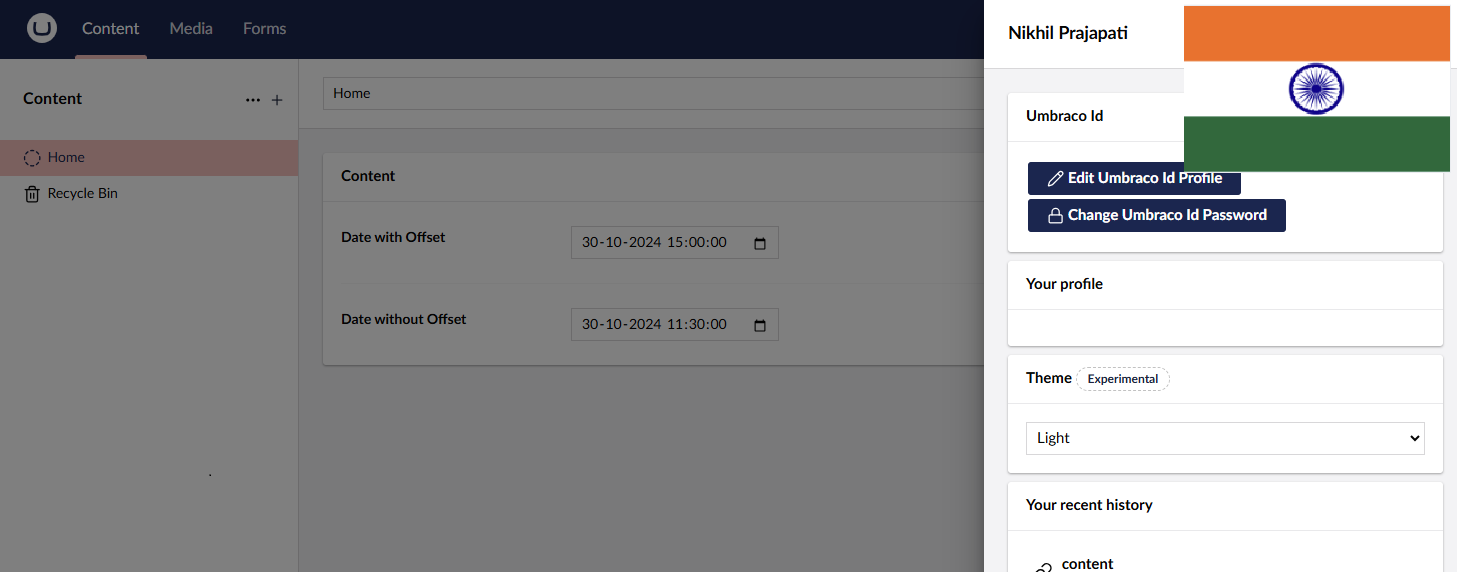 Content Media Forms
Nikhil Prajapati
Content
Home
Recycle Bin
Home
Content
Date with Offset
30-10-2024 15:00:00
Date without Offset
30-10-2024 11:30:00
Umbraco Id
Edit Umbraco Id Profile
Change Umbraco Id Password
Your profile
Theme Experimental
Light
Your recent history
content